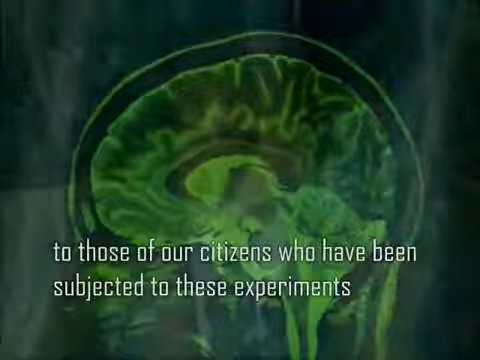 to those of our citizens who have been
subjected to these experiments